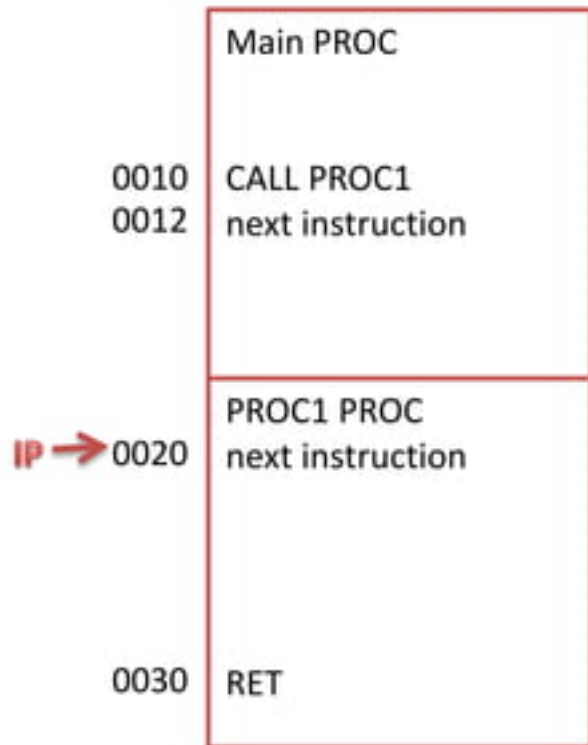 Main PROC
0010 CALL PROC1
0012 next instruction
PROC1 PROC
IP 0020 next instruction
0030 RET